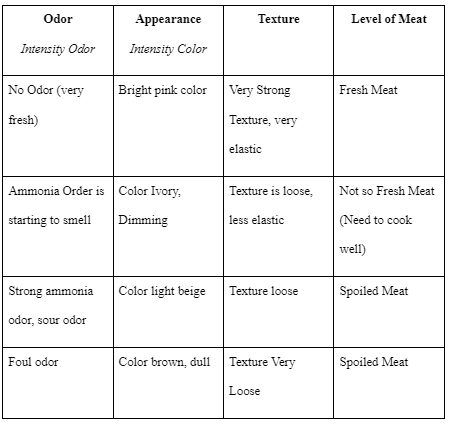 Odor Appearance Texture Level of Meat
Intensity Odor Intensity Color
No Odor (very Bright pink color Very Strong Fresh Meat
fresh) Texture, very
elastic
Ammonia Order is Color Ivory, Texture is loose, Not so Fresh Meat
starting to smell Dimming less elastic (Need to cook
well)
Strong ammonia Color light beige Texture loose Spoiled Meat
odor, sour odor
Foul odor Color brown, dull Texture Very Spoiled Meat
Loose